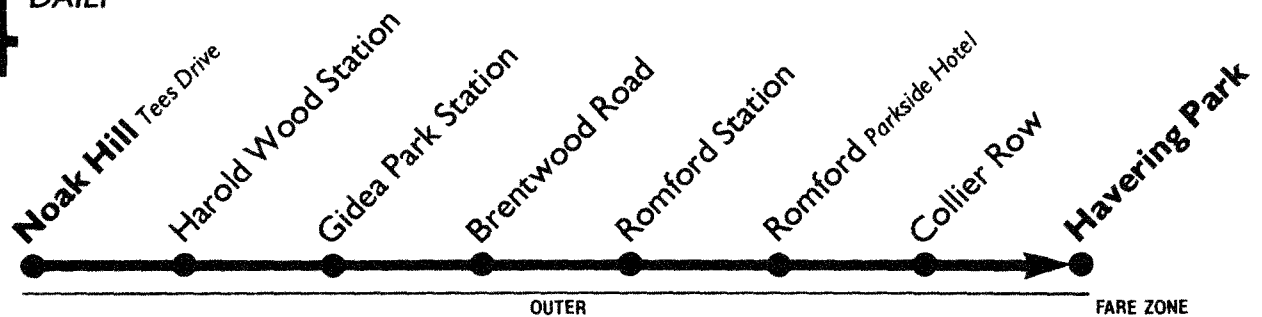 DAILY
Noak Hill Tees Drive
Harold Wood Station
Gidea Park Station
Brentwood Road
Romford Station
Romford Parkside Hotel
Collier Row
Havering Park
OUTER
FARE ZONE